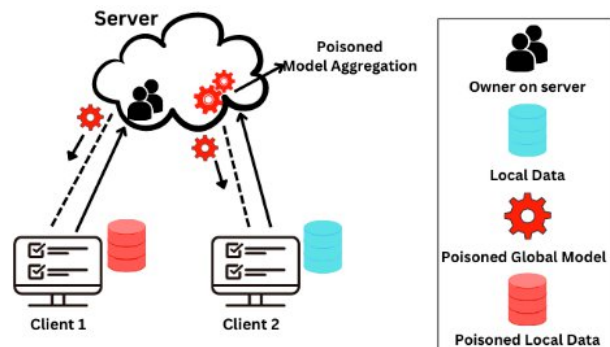 Server
Poisoned
Model Aggregation
Client 1
Client 2
Owner on server
Local Data
Poisoned Global Model
Poisoned Local Data